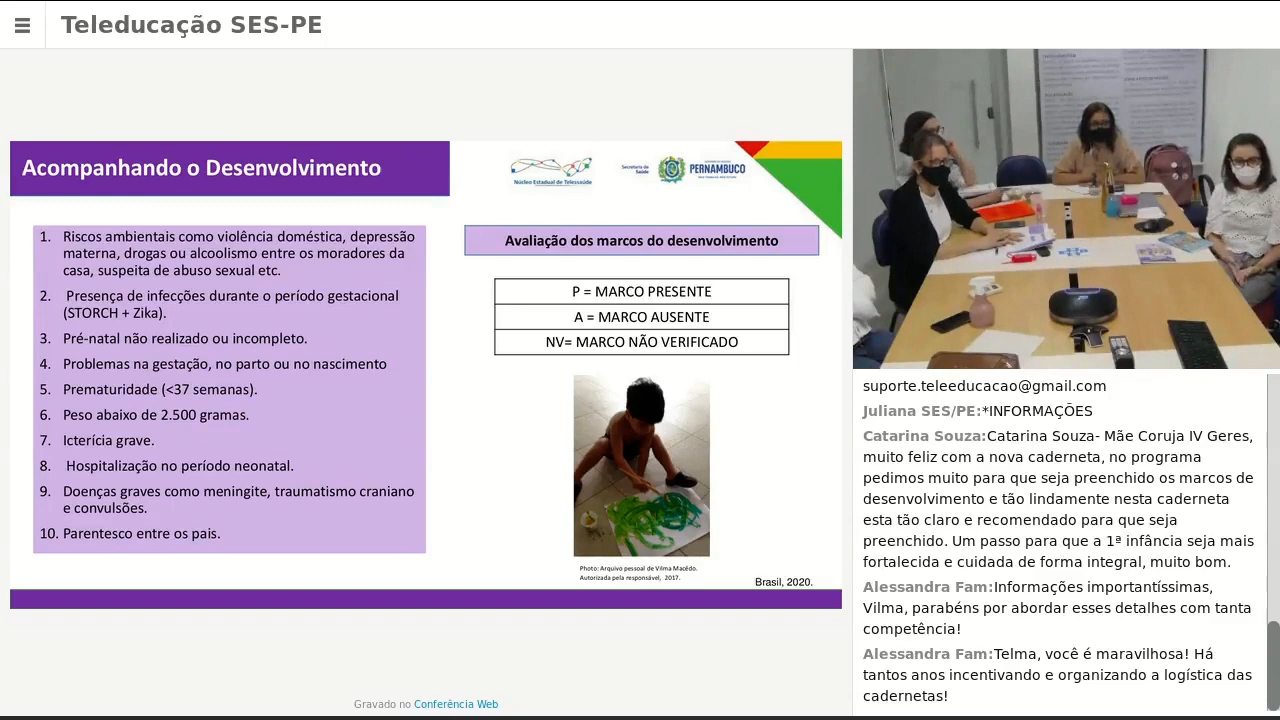 Teleducação SES-PE
Acompanhando o Desenvolvimento
Núcleo Estadual de Telessaúde
Secretaria de
Saúde
PERNAMBUCO
1. Riscos ambientais como violência doméstica, depressão
materna, drogas ou alcoolismo entre os moradores da
casa, suspeita de abuso sexual etc.
2. Presença de infecções durante o período gestacional
(STORCH + Zika).
3. Pré-natal não realizado ou incompleto.
4. Problemas na gestação, no parto ou no nascimento
5. Prematuridade (<37 semanas).
6. Peso abaixo de 2.500 gramas.
7. Icterícia grave.
8. Hospitalização no período neonatal.
9. Doenças graves como meningite, traumatismo craniano
e convulsões.
10. Parentesco entre os pais.
Avaliação dos marcos do desenvolvimento
P = MARCO PRESENTE
A = MARCO AUSENTE
NV= MARCO NÃO VERIFICADO
Photo: Arquivo pessoal de Vilma Macêdo.
Autorizada pela responsável, 2017.
Brasil, 2020.
Gravado no Conferência Web
suporte.teleeducacao@gmail.com
Juliana SES/PE:*INFORMAÇÕES
Catarina Souza:Catarina Souza- Mãe Coruja IV Geres,
muito feliz com a nova caderneta, no programa
pedimos muito para que seja preenchido os marcos de
desenvolvimento e tão lindamente nesta caderneta
esta tão claro e recomendado para que seja
preenchido. Um passo para que a 1ª infância seja mais
fortalecida e cuidada de forma integral, muito bom.
Alessandra Fam:Informações importantíssimas,
Vilma, parabéns por abordar esses detalhes com tanta
competência!
Alessandra Fam:Telma, você é maravilhosa! Há
tantos anos incentivando e organizando a logística das
cadernetas!